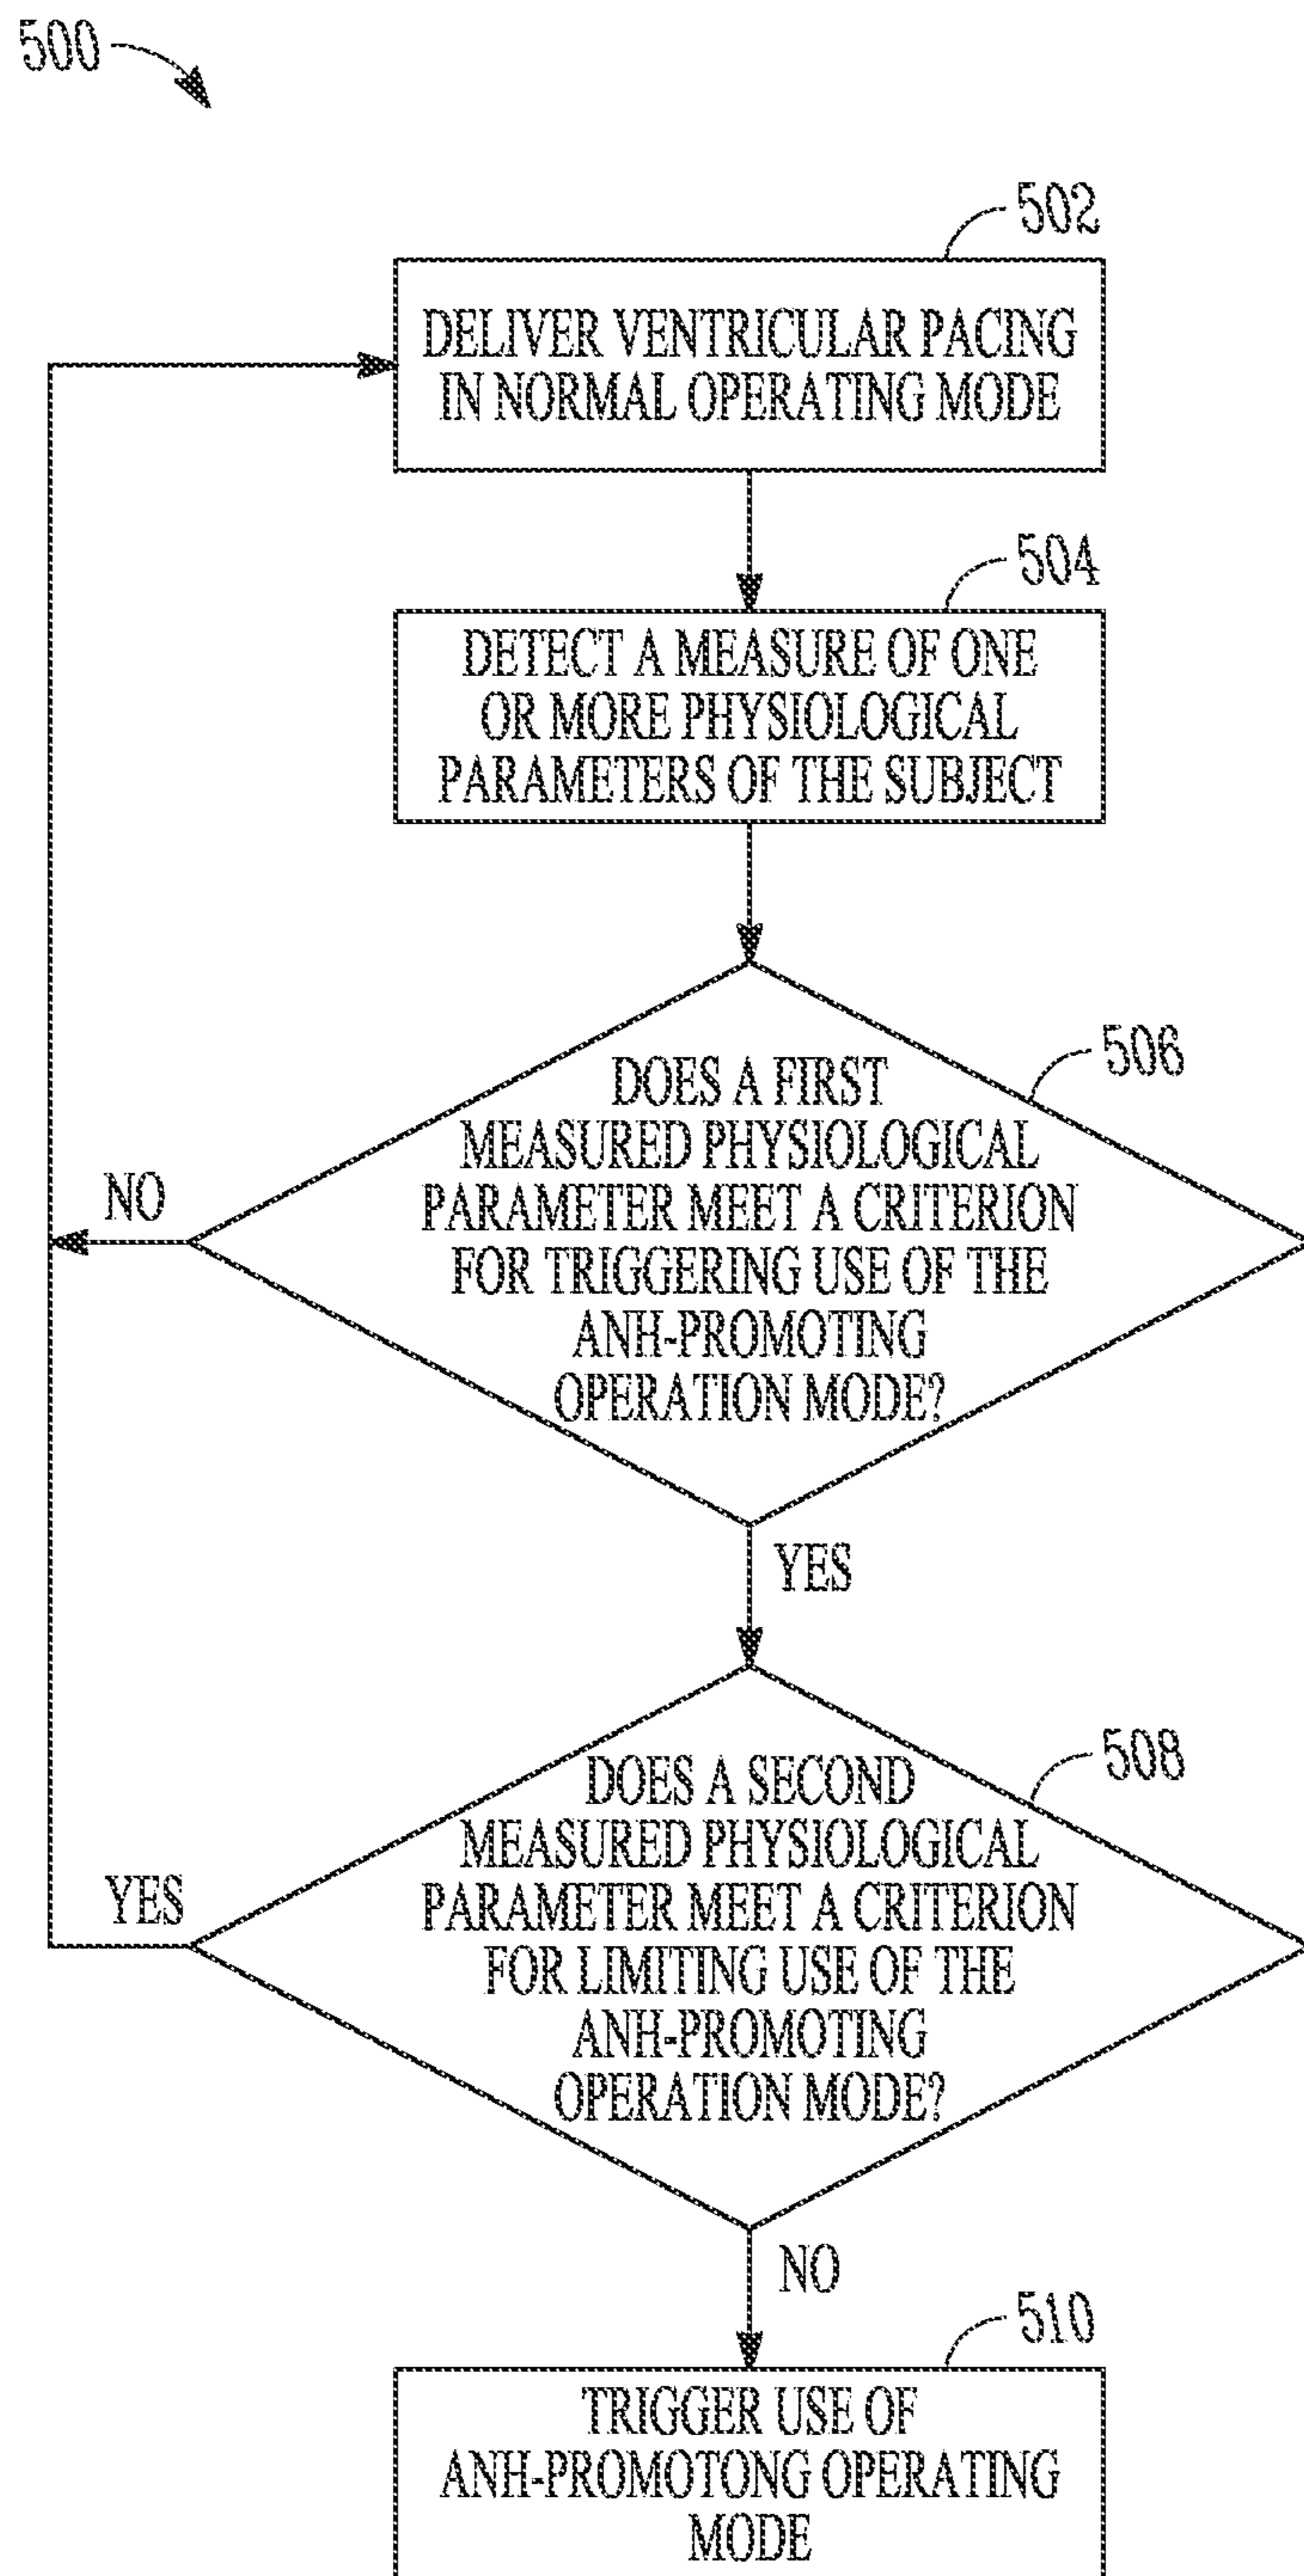 500
502
DELIVER VENTRICULAR PACING
IN NORMAL OPERATING MODE
504
DETECT A MEASURE OF ONE
OR MORE PHYSIOLOGICAL
PARAMETERS OF THE SUBJECT
506
DOES A FIRST
MEASURED PHYSIOLOGICAL
PARAMETER MEET A CRITERION
FOR TRIGGERING USE OF THE
ANH-PROMOTING
OPERATION MODE?
NO
YES
508
DOES A SECOND
MEASURED PHYSIOLOGICAL
PARAMETER MEET A CRITERION
FOR LIMITING USE OF THE
ANH-PROMOTING
OPERATION MODE?
YES
NO
510
TRIGGER USE OF
ANH-PROMOTONG OPERATING
MODE